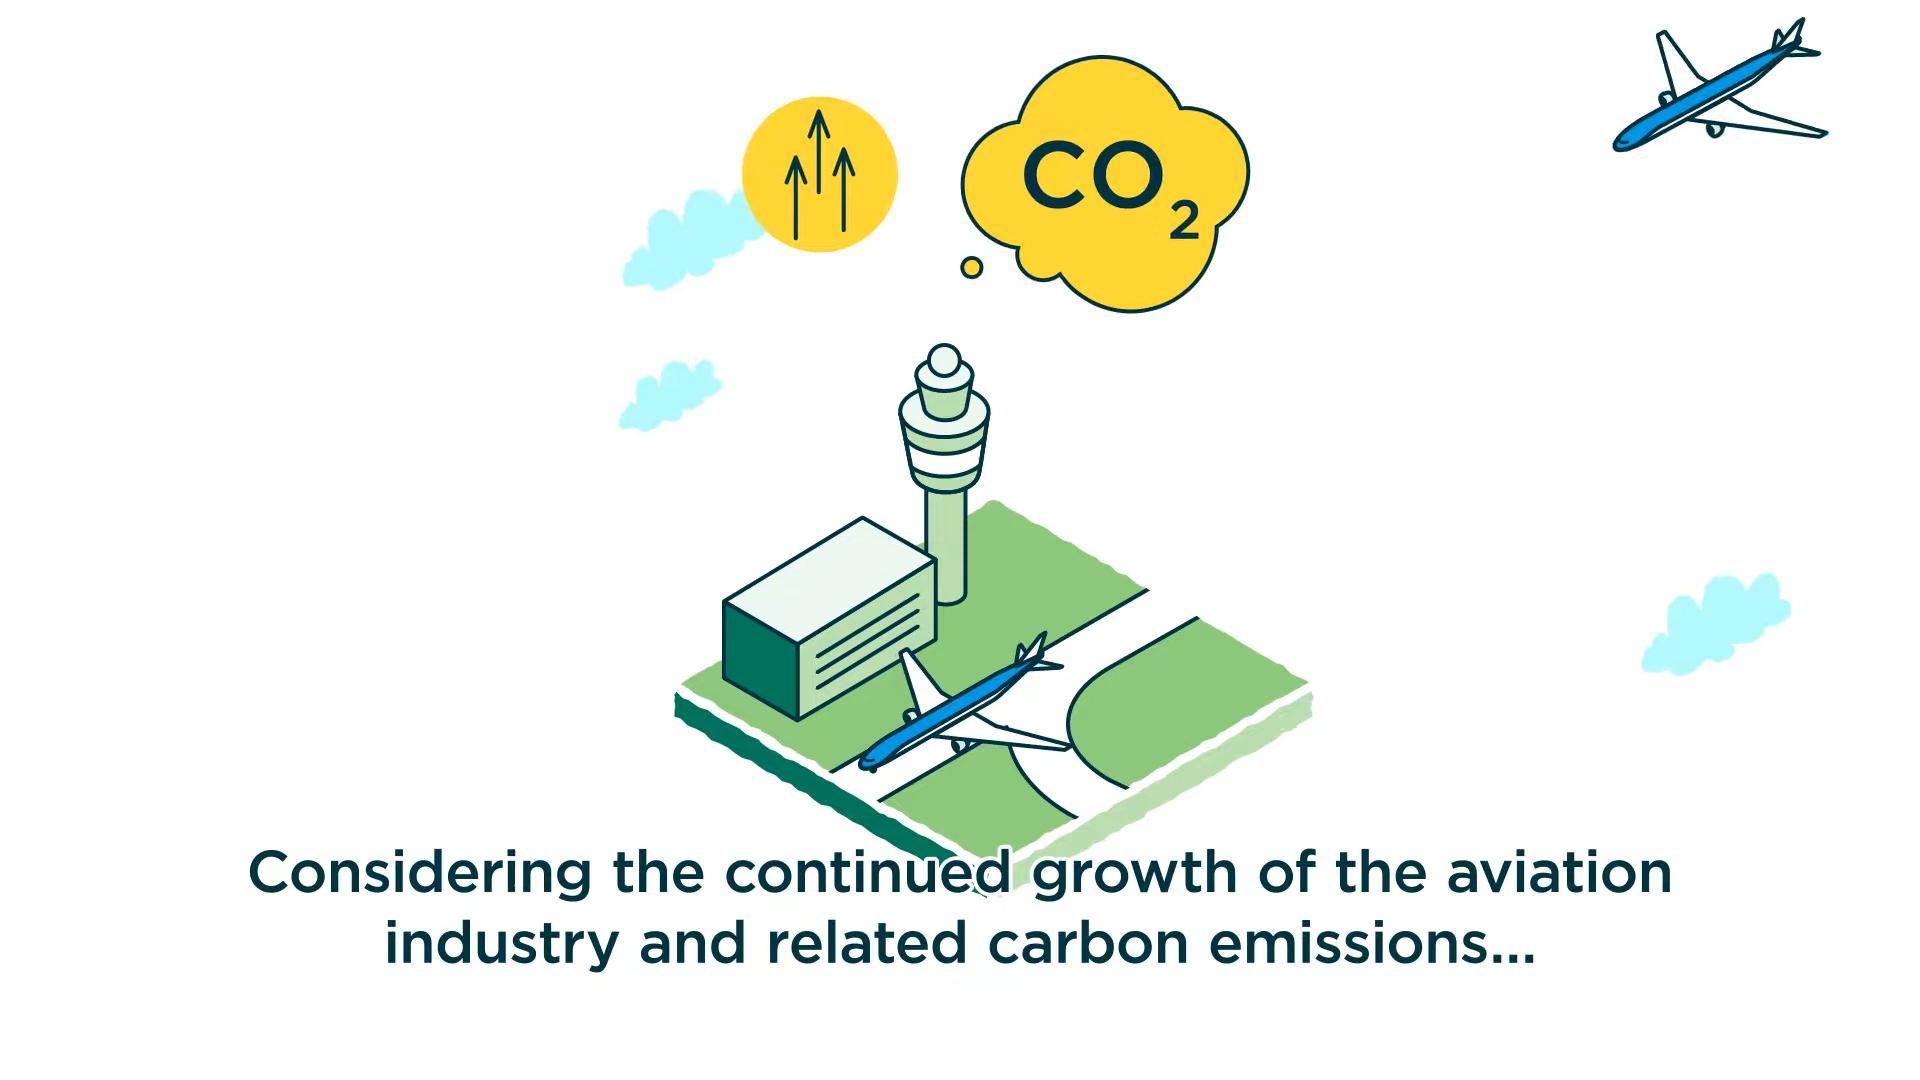 CO2
Considering the continued growth of the aviation
industry and related carbon emissions...